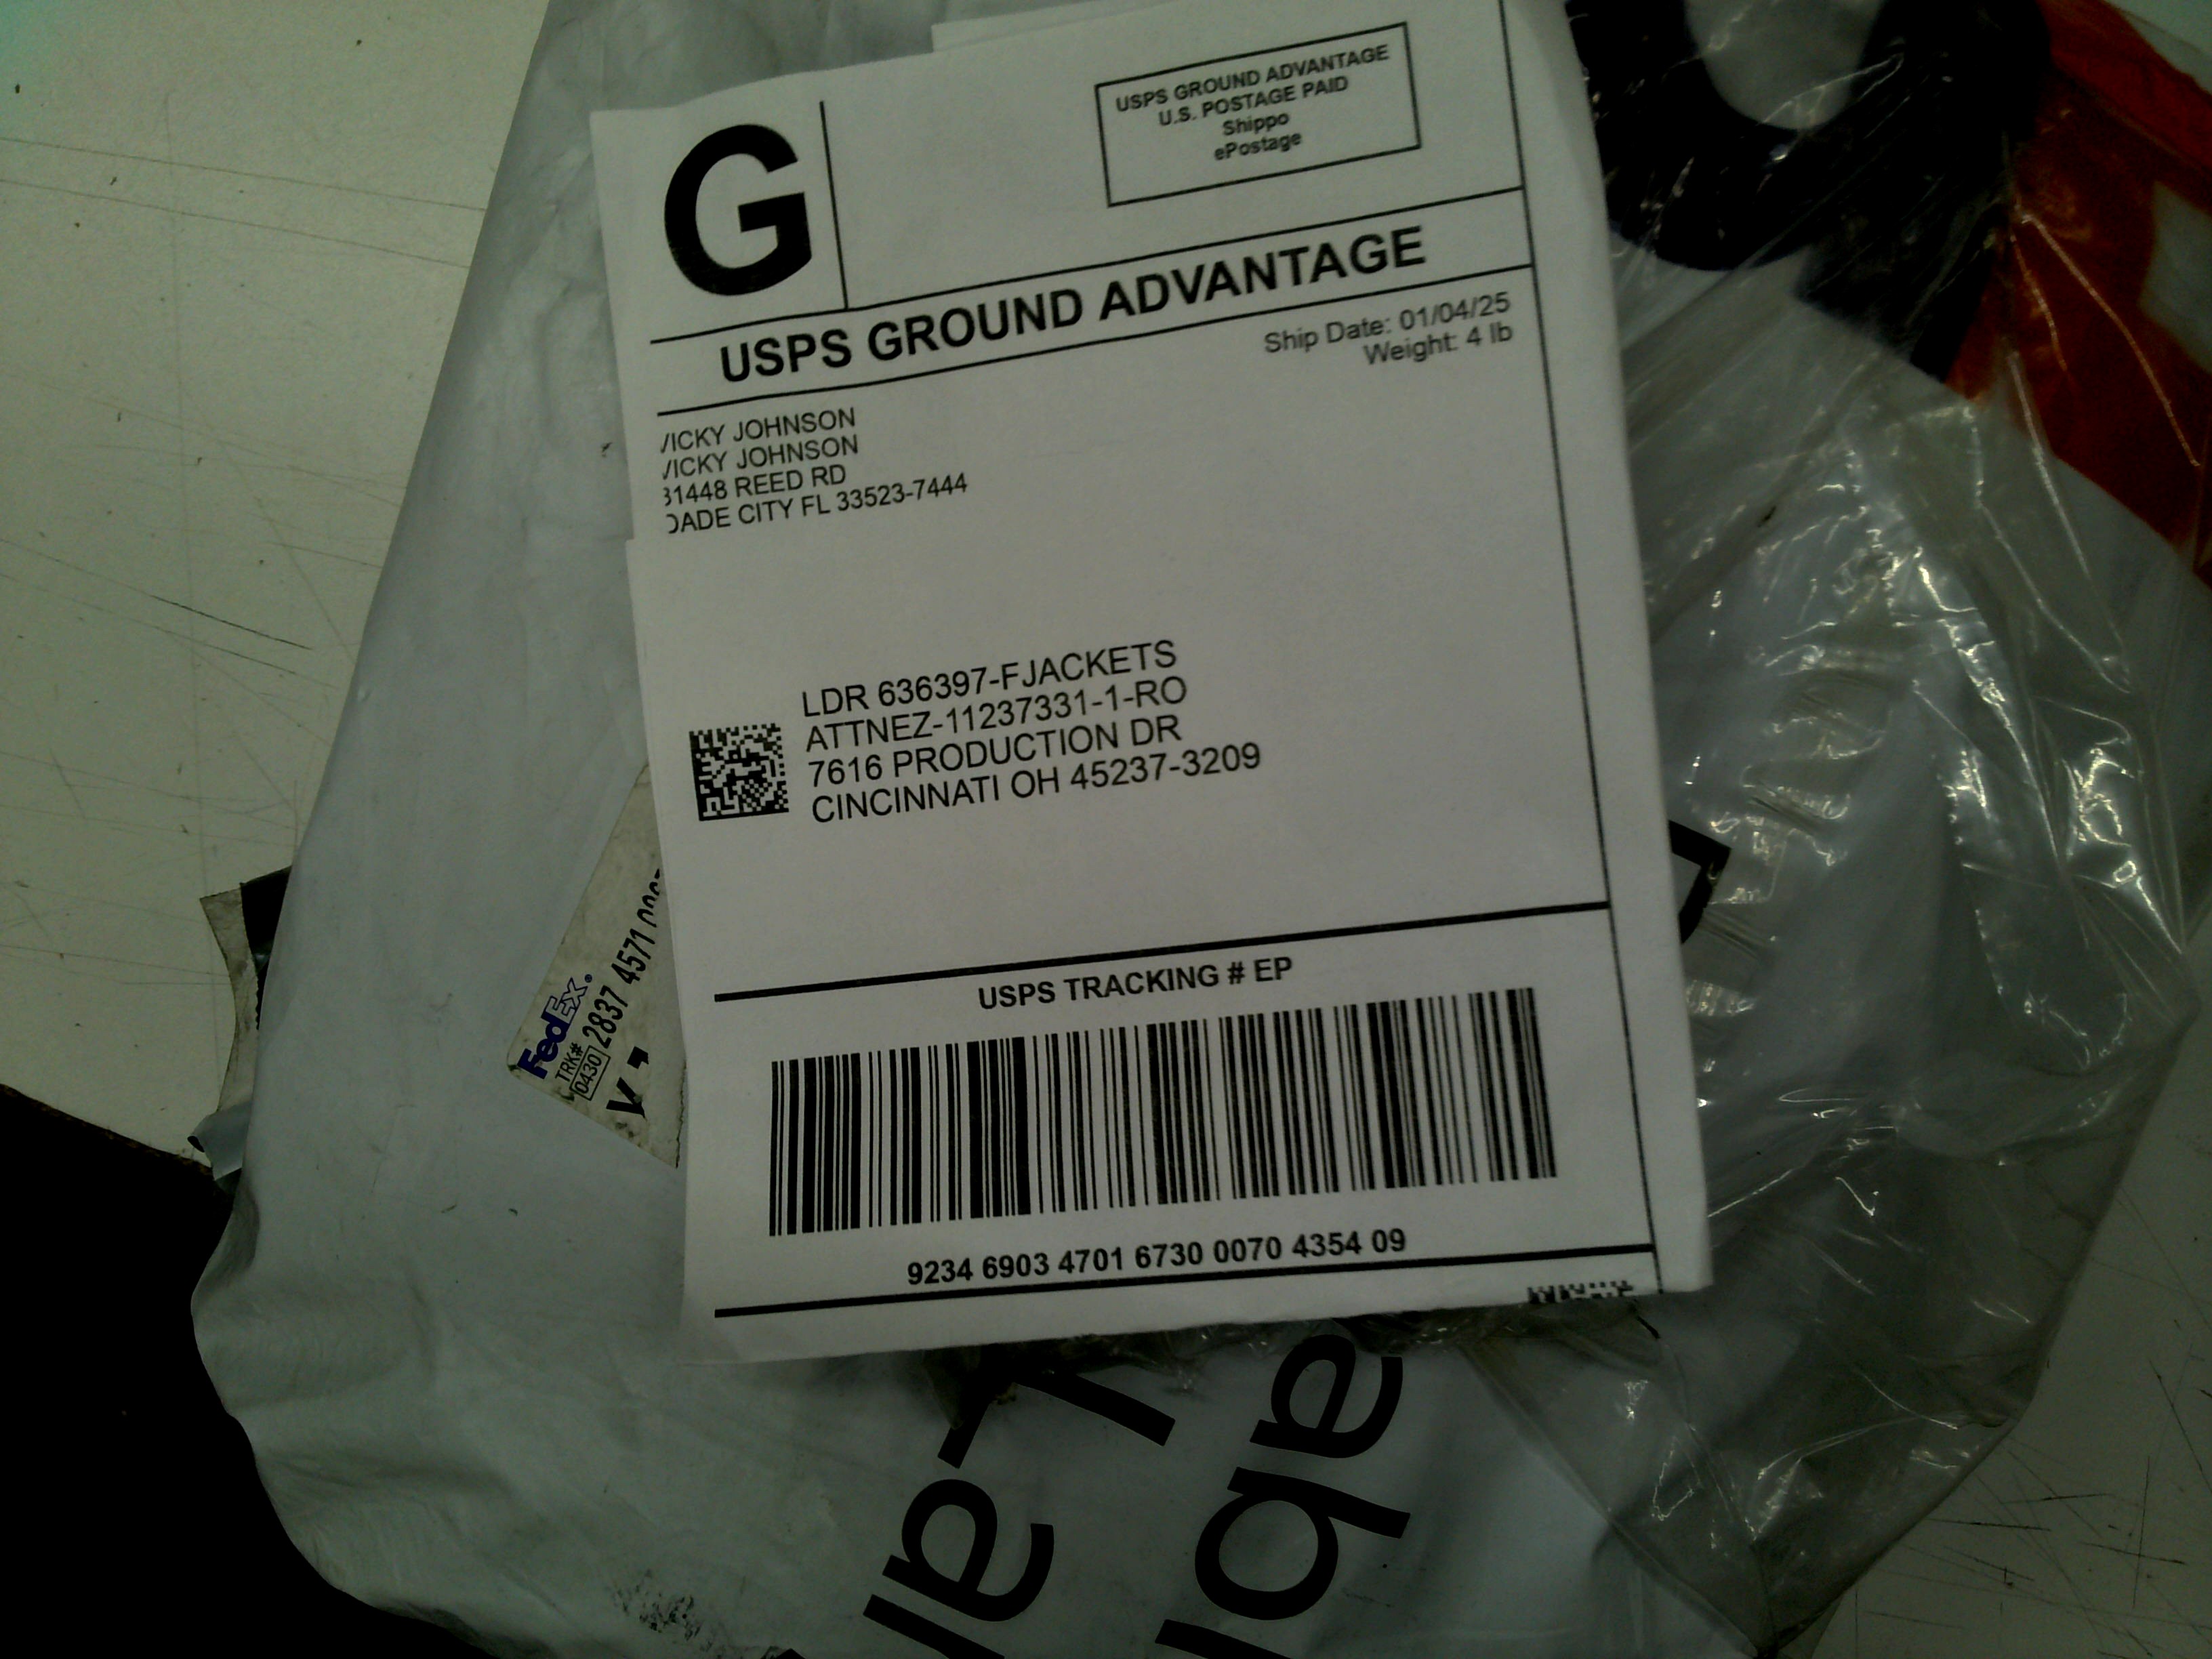 G
USPS GROUND ADVANTAGE
U.S. POSTAGE PAID
Shippo
ePostage
USPS GROUND ADVANTAGE
Ship Date: 01/04/25
Weight: 4 lb
VICKY JOHNSON
VICKY JOHNSON
31448 REED RD
DADE CITY FL 33523-7444
LDR 636397-FJACKETS
ATTNEZ-11237331-1-RO
7616 PRODUCTION DR
CINCINNATI OH 45237-3209
USPS TRACKING # EP
9234 6903 4701 6730 0070 4354 09
FedEx®
TRK#
0430
2837 4571